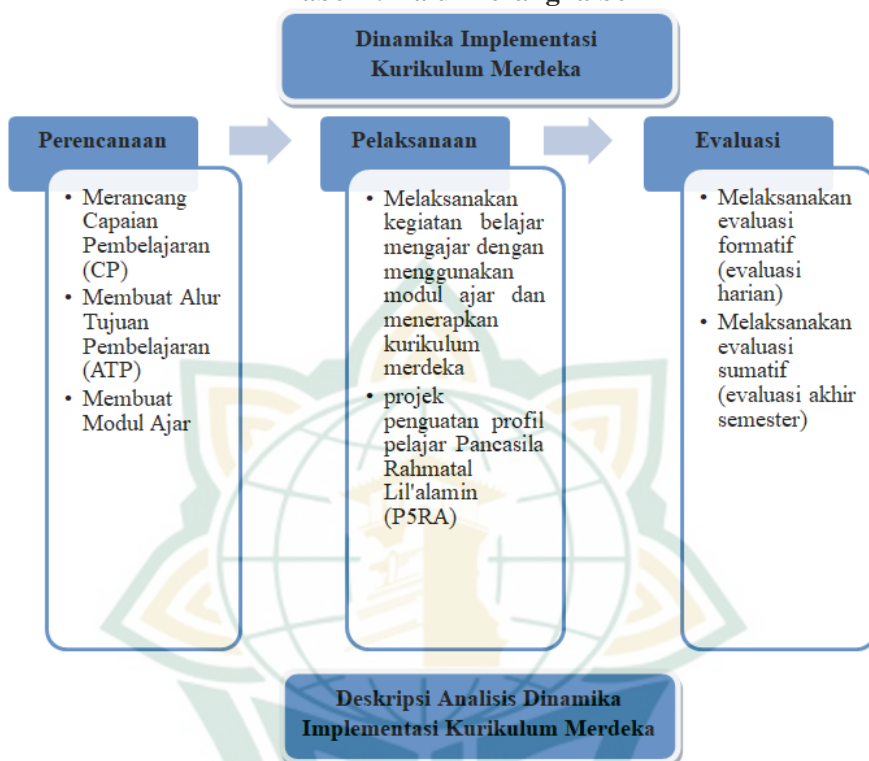 Dinamika Implementasi
Kurikulum Merdeka
Perencanaan
• Merancang
Capaian
Pembelajaran
(CP)
• Membuat Alur
Tujuan
Pembelajaran
(ATP)
• Membuat
Modul Ajar
Pelaksanaan
• Melaksanakan
kegiatan belajar
mengajar dengan
menggunakan
modul ajar dan
menerapkan
kurikulum
merdeka
• projek
penguatan profil
pelajar Pancasila
Rahmatal
Lil'alamin
(P5RA)
Evaluasi
• Melaksanakan
evaluasi
formatif
(evaluasi
harian)
• Melaksanakan
evaluasi
sumatif
(evaluasi akhir
semester)
Deskripsi Analisis Dinamika
Implementasi Kurikulum Merdeka